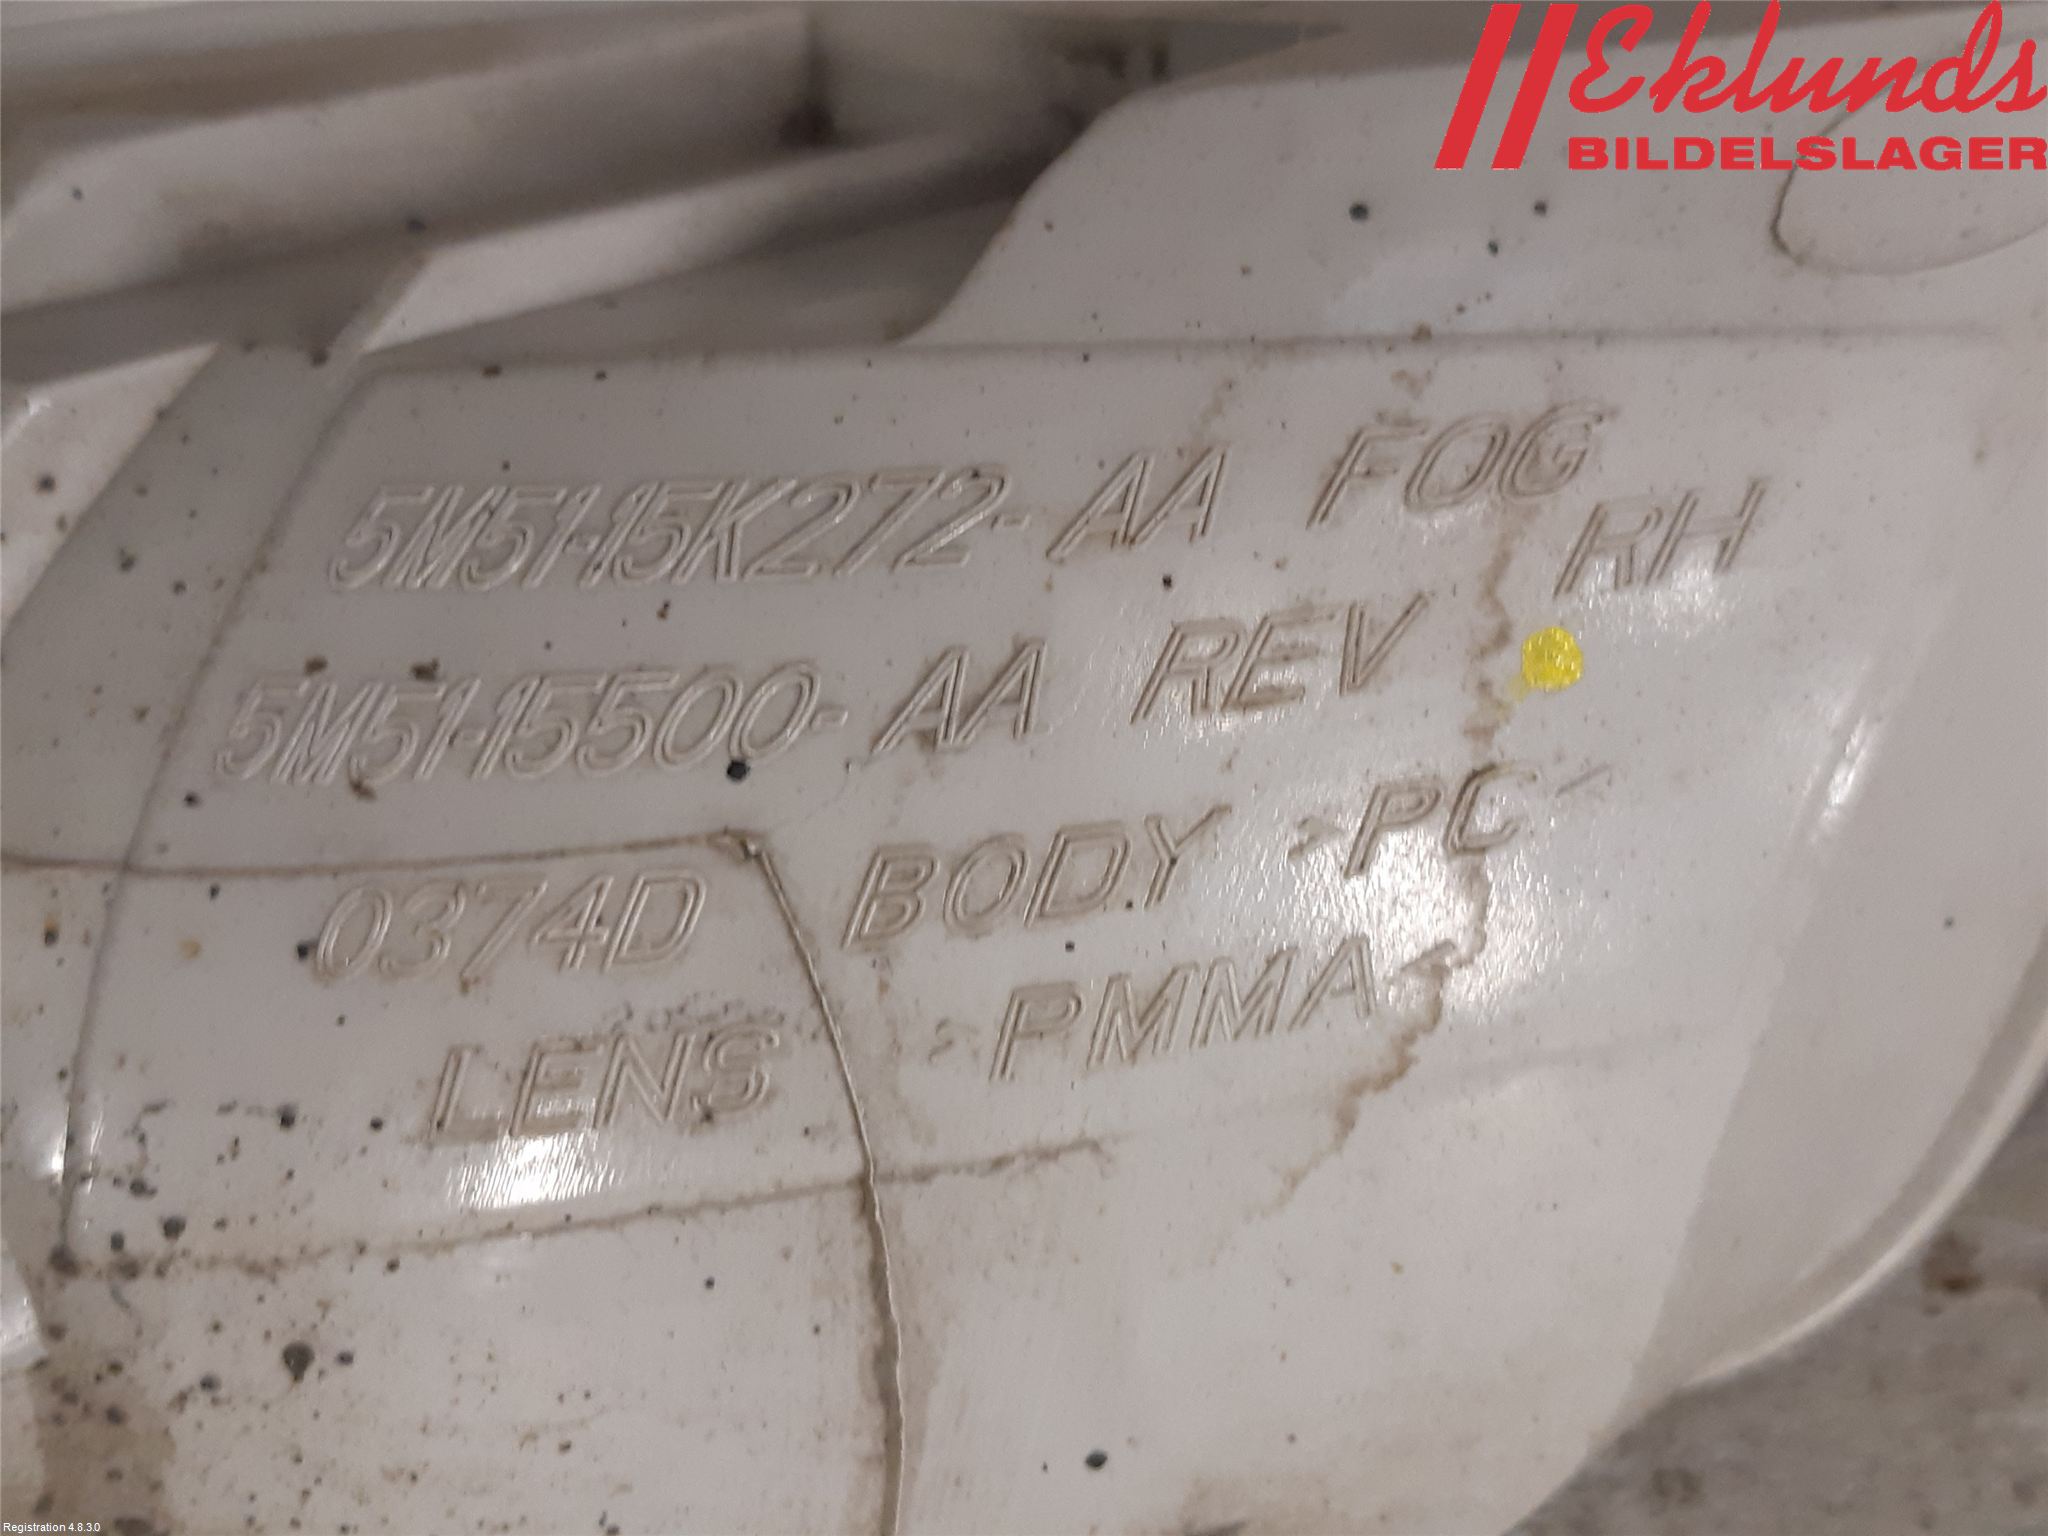 Eklunds
BILDELSLAGER
5M51-15K272-AA FOG
RH
5M51-15500-AA REV
0374D BODY >PC<
LENS >PMMA<
Registration 4.8.3.0